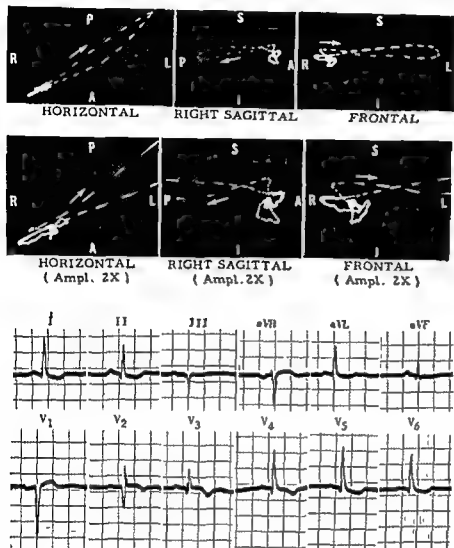 P
S
S
R
L
P
A
R
L
A
I
I
HORIZONTAL
RIGHT SAGITTAL
FRONTAL
P
S
S
R
L
P
A
R
L
A
I
I
HORIZONTAL
RIGHT SAGITTAL
FRONTAL
( Ampl. 2X )
( Ampl. 2X )
( Ampl. 2X )
I
II
III
aVR
aVL
aVF
V1
V2
V3
V4
V5
V6